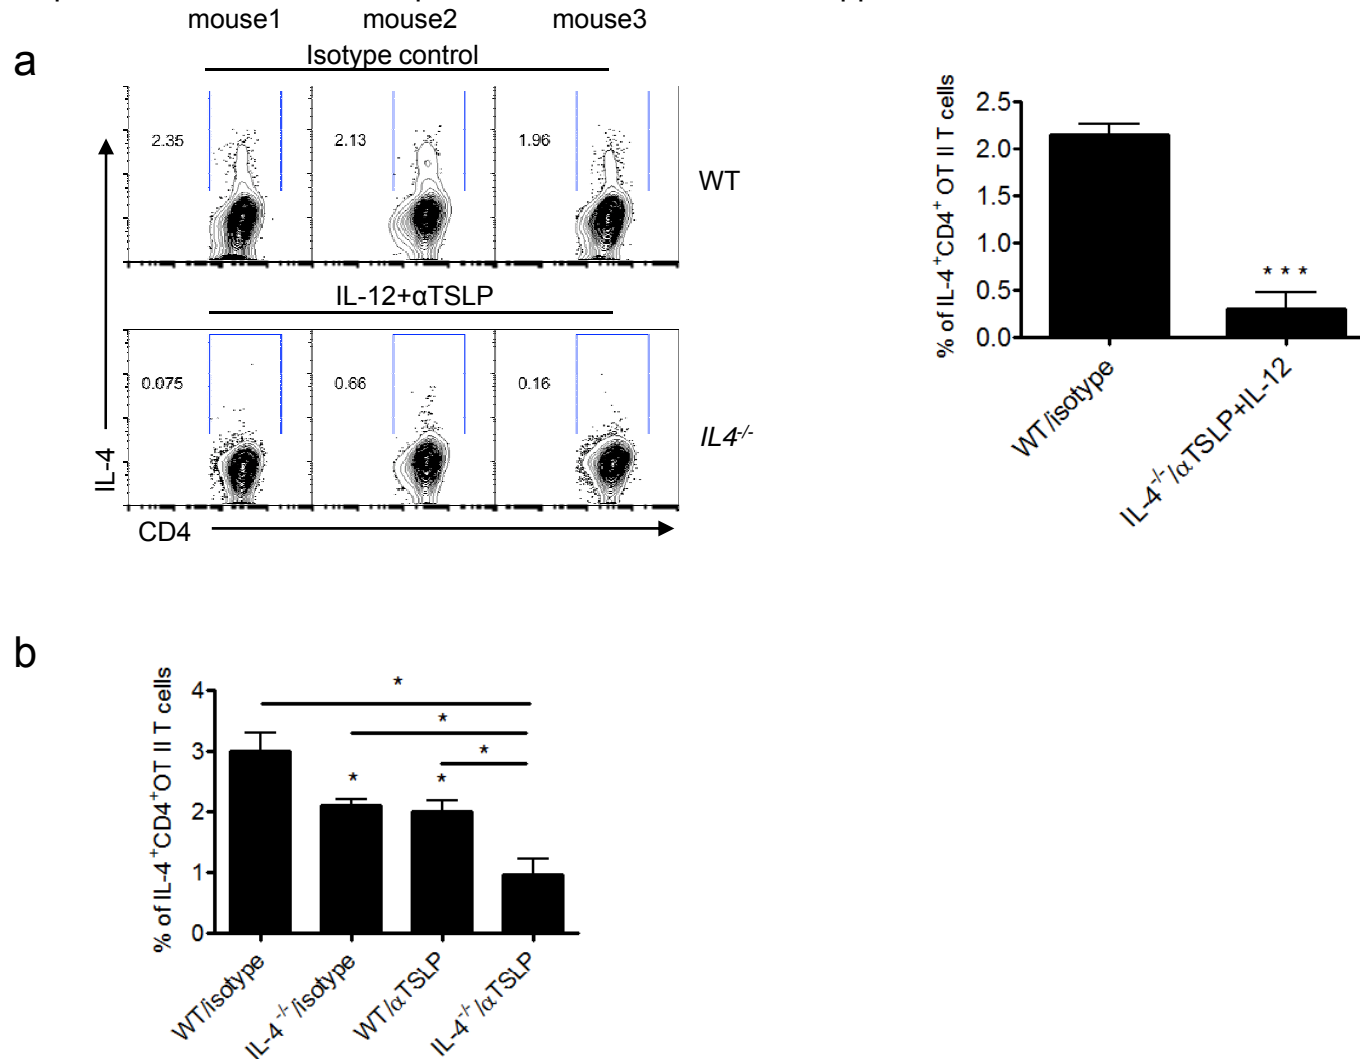 mouse1 mouse2 mouse3
a
Isotype control
2.35 2.13 1.96
WT
IL-12+αTSLP
0.075 0.66 0.16
IL4-/-
IL-4
CD4
% of IL-4+CD4+ OT II T cells
2.5
2.0
1.5
1.0
0.5
0.0
* * *
WT/isotype
IL-4-/-/αTSLP+IL-12
b
% of IL-4+CD4+OT II T cells
4
3
2
1
0
*
*
*
* *
WT/isotype
IL-4-/-/isotype
WT/αTSLP
IL-4-/-/αTSLP